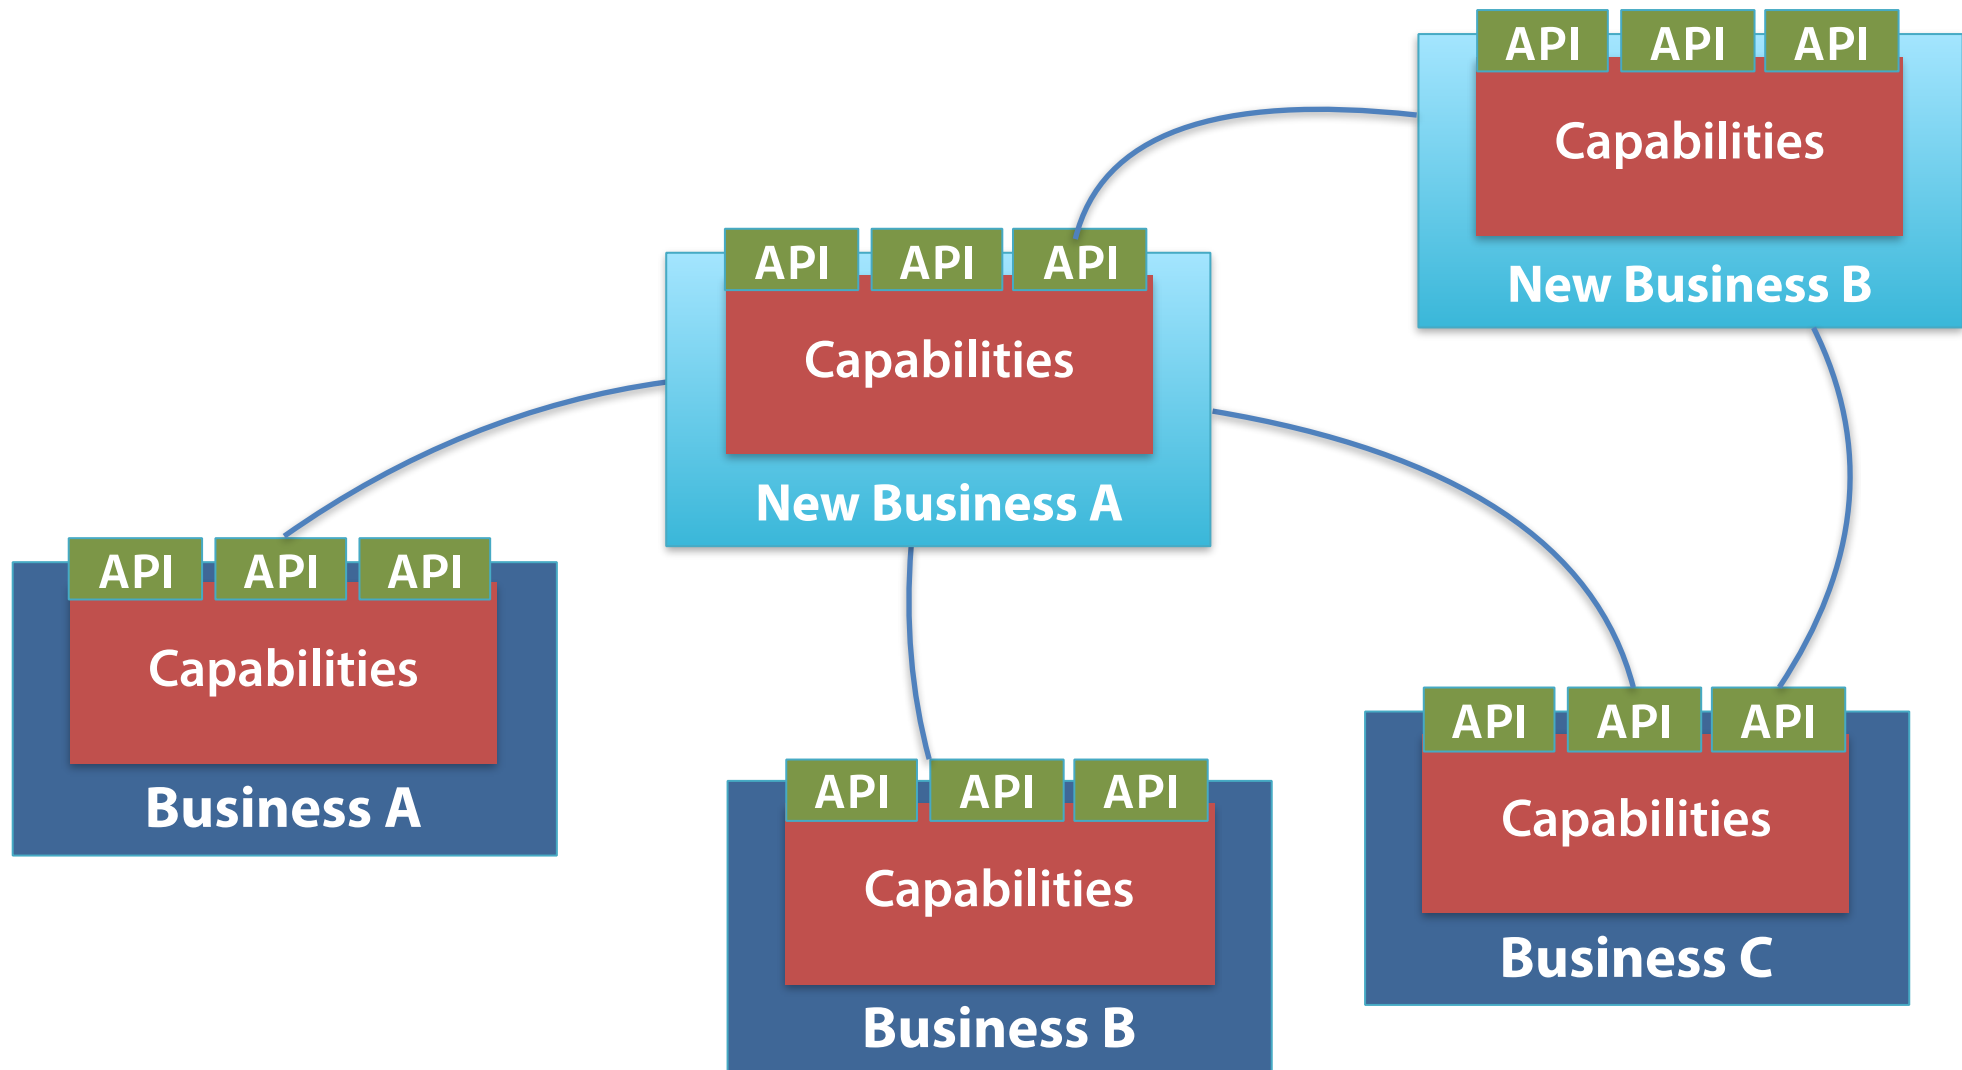 API API API
Capabilities
New Business B
API API API
Capabilities
New Business A
API API API
Capabilities
Business A
API API API
Capabilities
Business B
API API API
Capabilities
Business C